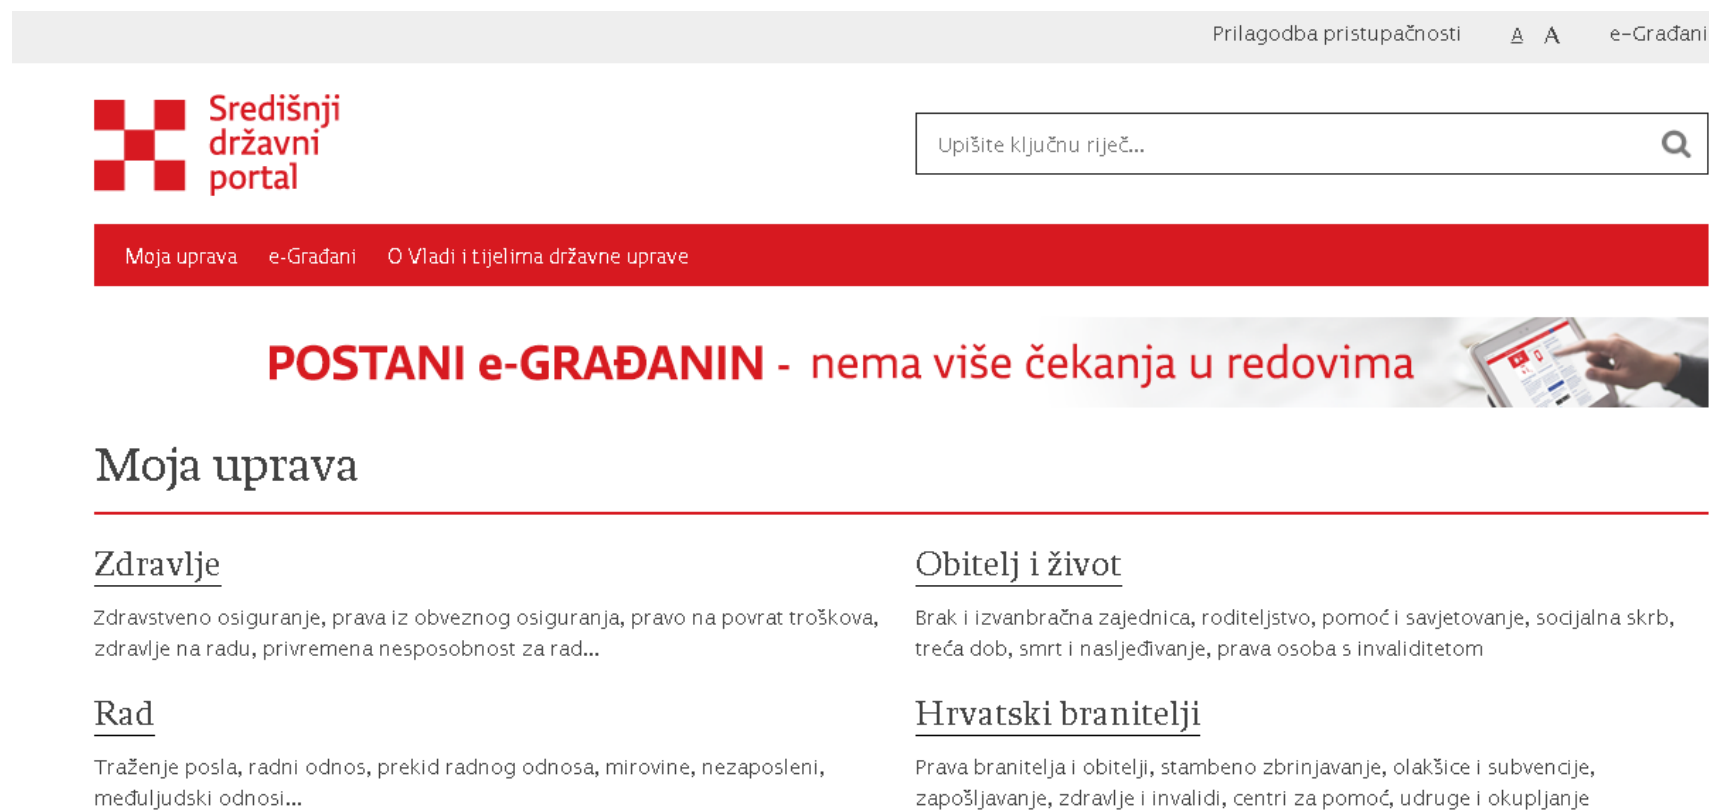 Prilagodba pristupačnosti A A e-Građani
Središnji
državni
portal
Upišite ključnu riječ...
Moja uprava e-Građani O Vladi i tijelima državne uprave
POSTANI e-GRAĐANIN - nema više čekanja u redovima
Moja uprava
Zdravlje
Zdravstveno osiguranje, prava iz obveznog osiguranja, pravo na povrat troškova,
zdravlje na radu, privremena nesposobnost za rad...
Obitelj i život
Brak i izvanbračna zajednica, roditeljstvo, pomoć i savjetovanje, socijalna skrb,
treća dob, smrt i nasljeđivanje, prava osoba s invaliditetom
Rad
Traženje posla, radni odnos, prekid radnog odnosa, mirovine, nezaposleni,
međuljudski odnosi...
Hrvatski branitelji
Prava branitelja i obitelji, stambeno zbrinjavanje, olakšice i subvencije,
zapošljavanje, zdravlje i invalidi, centri za pomoć, udruge i okupljanje